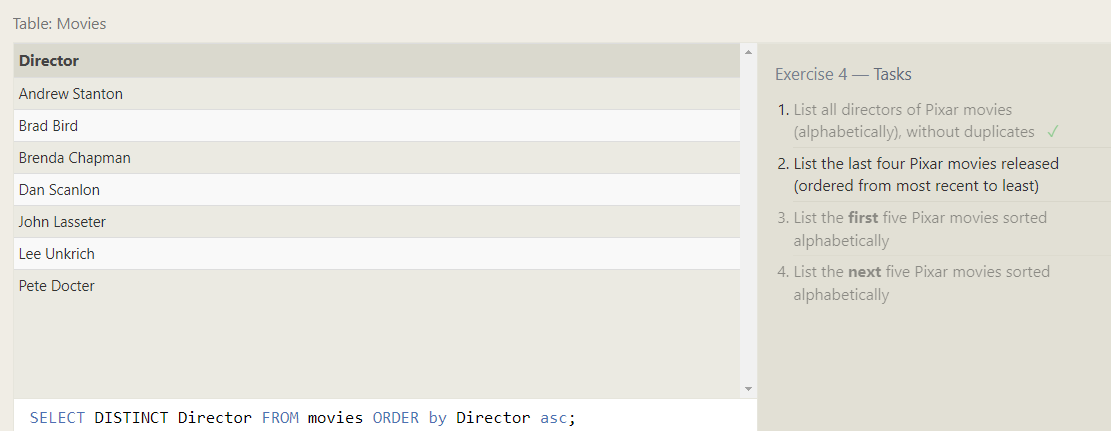 Table: Movies
Director
Andrew Stanton
Brad Bird
Brenda Chapman
Dan Scanlon
John Lasseter
Lee Unkrich
Pete Docter
SELECT DISTINCT Director FROM movies ORDER by Director asc;
Exercise 4 — Tasks
1. List all directors of Pixar movies
(alphabetically), without duplicates ✓
2. List the last four Pixar movies released
(ordered from most recent to least)
3. List the first five Pixar movies sorted
alphabetically
4. List the next five Pixar movies sorted
alphabetically